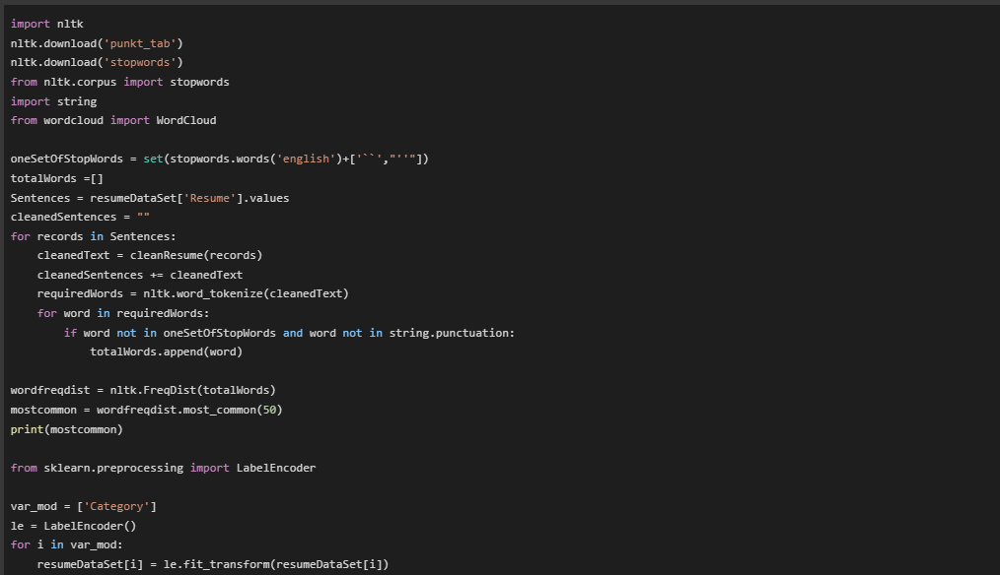 import nltk
nltk.download('punkt_tab')
nltk.download('stopwords')
from nltk.corpus import stopwords
import string
from wordcloud import WordCloud

oneSetOfStopWords = set(stopwords.words('english')+['``',"''"])
totalWords =[]
Sentences = resumeDataSet['Resume'].values
cleanedSentences = ""
for records in Sentences:
    cleanedText = cleanResume(records)
    cleanedSentences += cleanedText
    requiredWords = nltk.word_tokenize(cleanedText)
    for word in requiredWords:
        if word not in oneSetOfStopWords and word not in string.punctuation:
            totalWords.append(word)

wordfreqdist = nltk.FreqDist(totalWords)
mostcommon = wordfreqdist.most_common(50)
print(mostcommon)

from sklearn.preprocessing import LabelEncoder

var_mod = ['Category']
le = LabelEncoder()
for i in var_mod:
    resumeDataSet[i] = le.fit_transform(resumeDataSet[i])